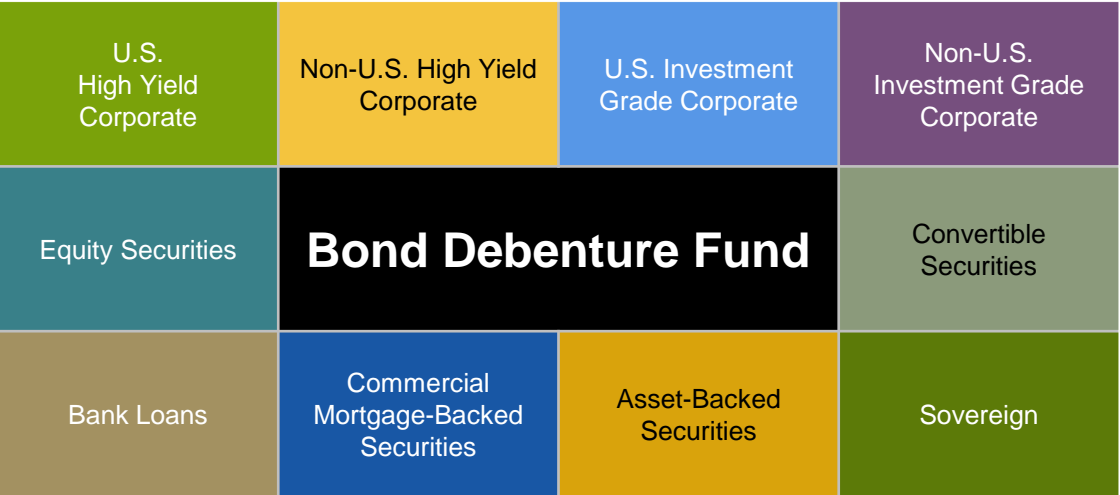 U.S.
High Yield
Corporate
Non-U.S. High Yield
Corporate
U.S. Investment
Grade Corporate
Non-U.S.
Investment Grade
Corporate
Equity Securities
Bond Debenture Fund
Convertible
Securities
Bank Loans
Commercial
Mortgage-Backed
Securities
Asset-Backed
Securities
Sovereign